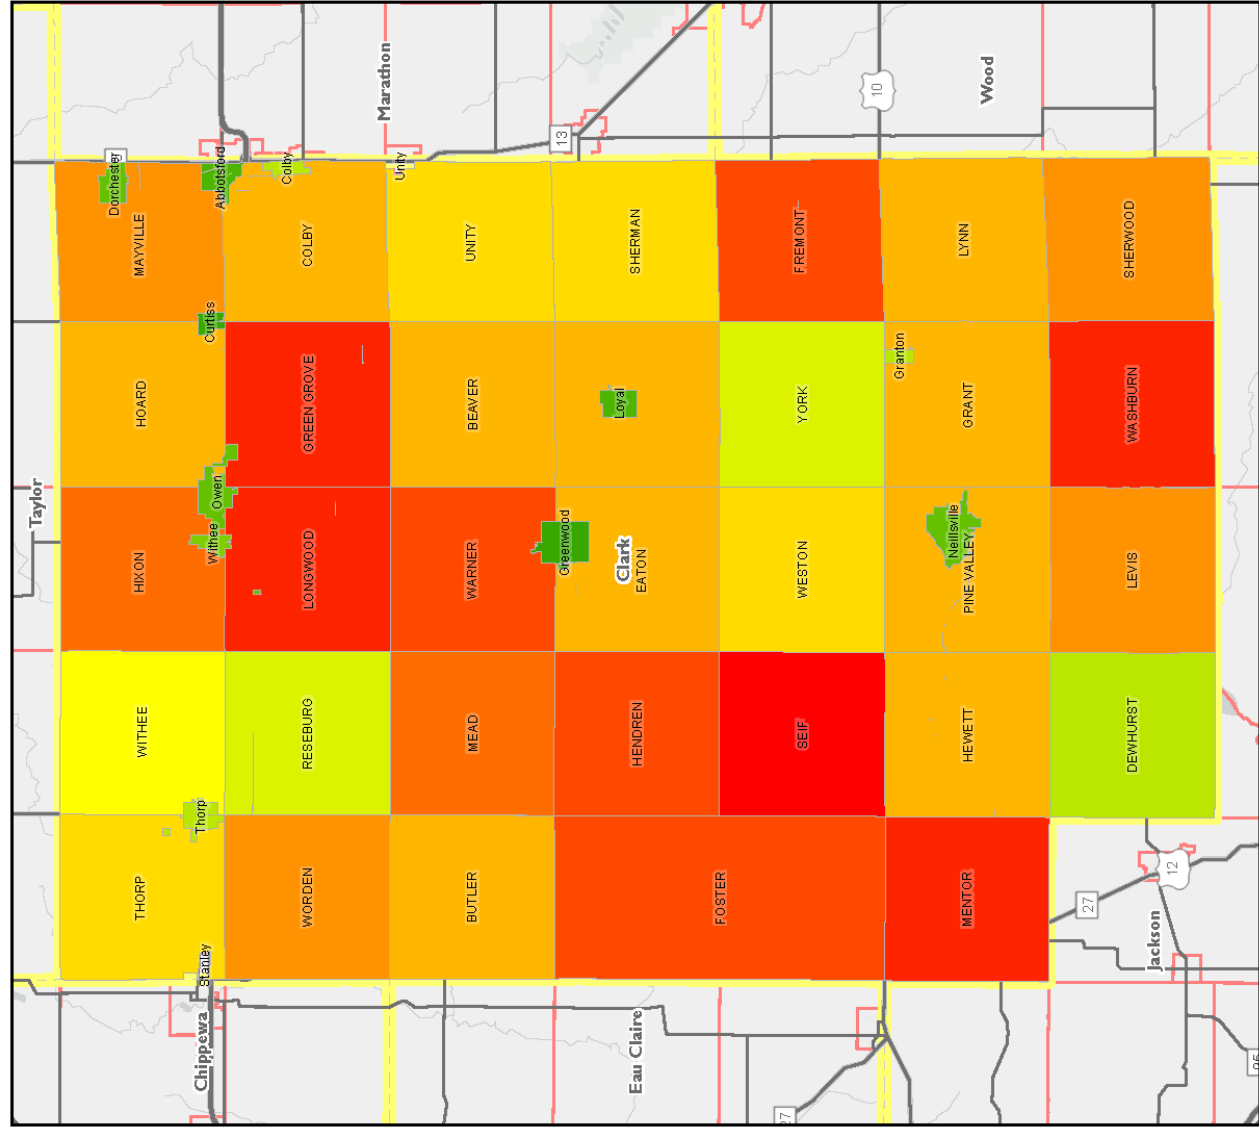 Taylor
Chippewa
Stanley
THORP
Thorp
WITHEE
HIXON
Withee
Owen
HOARD
Curtiss
MAYVILLE
Dorchester
Abbotsford
WORDEN
RESEBURG
LONGWOOD
GREEN GROVE
COLBY
Colby
Marathon
BUTLER
MEAD
WARNER
BEAVER
UNITY
Unity
Eau Claire
FOSTER
HENDREN
Greenwood
Clark
EATON
Loyal
SHERMAN
13
SEIF
WESTON
YORK
FREMONT
27
MENTOR
HEWETT
Neillsville
PINE VALLEY
Granton
GRANT
LYNN
10
Wood
27
Jackson
12
DEWHURST
LEVIS
WASHBURN
SHERWOOD